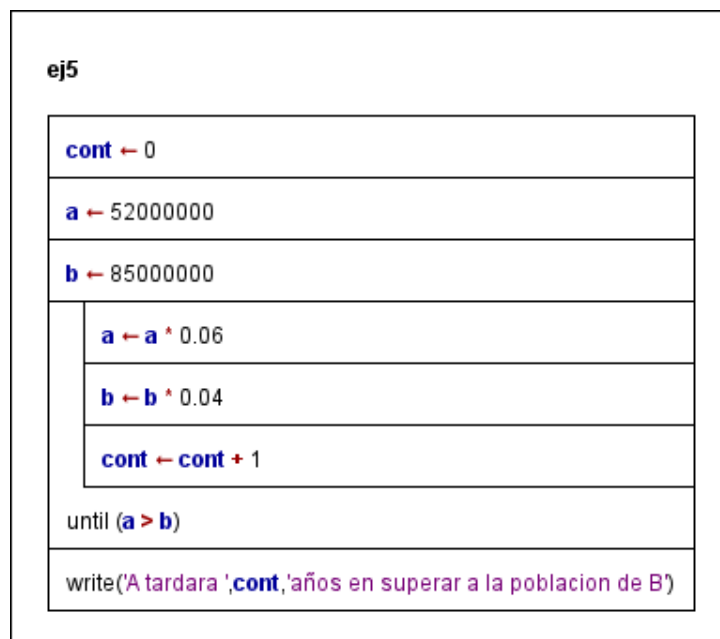 ej5
cont ← 0
a ← 52000000
b ← 85000000
a ← a * 0.06
b ← b * 0.04
cont ← cont + 1
until (a > b)
write('A tardara ',cont,'años en superar a la poblacion de B')